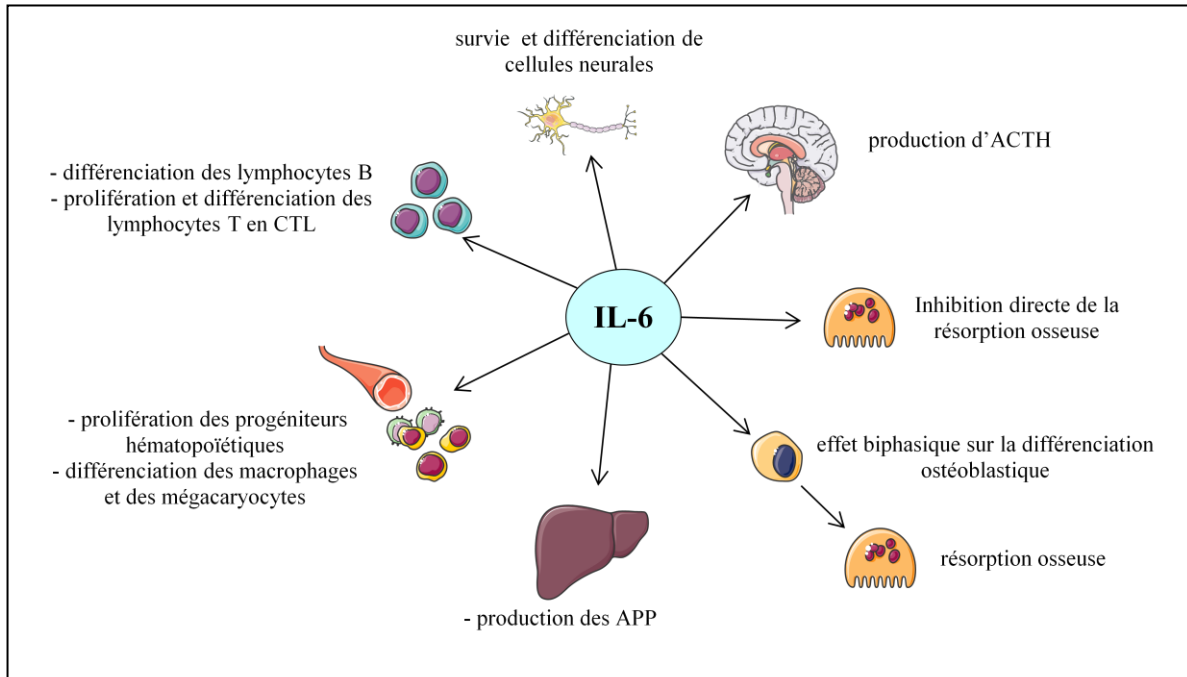 survie et différenciation de
cellules neurales
production d'ACTH
- différenciation des lymphocytes B
- prolifération et différenciation des
lymphocytes T en CTL
IL-6
Inhibition directe de la
résorption osseuse
- prolifération des progéniteurs
hématopoïétiques
- différenciation des macrophages
et des mégacaryocytes
effet biphasique sur la différenciation
ostéoblastique
résorption osseuse
- production des APP